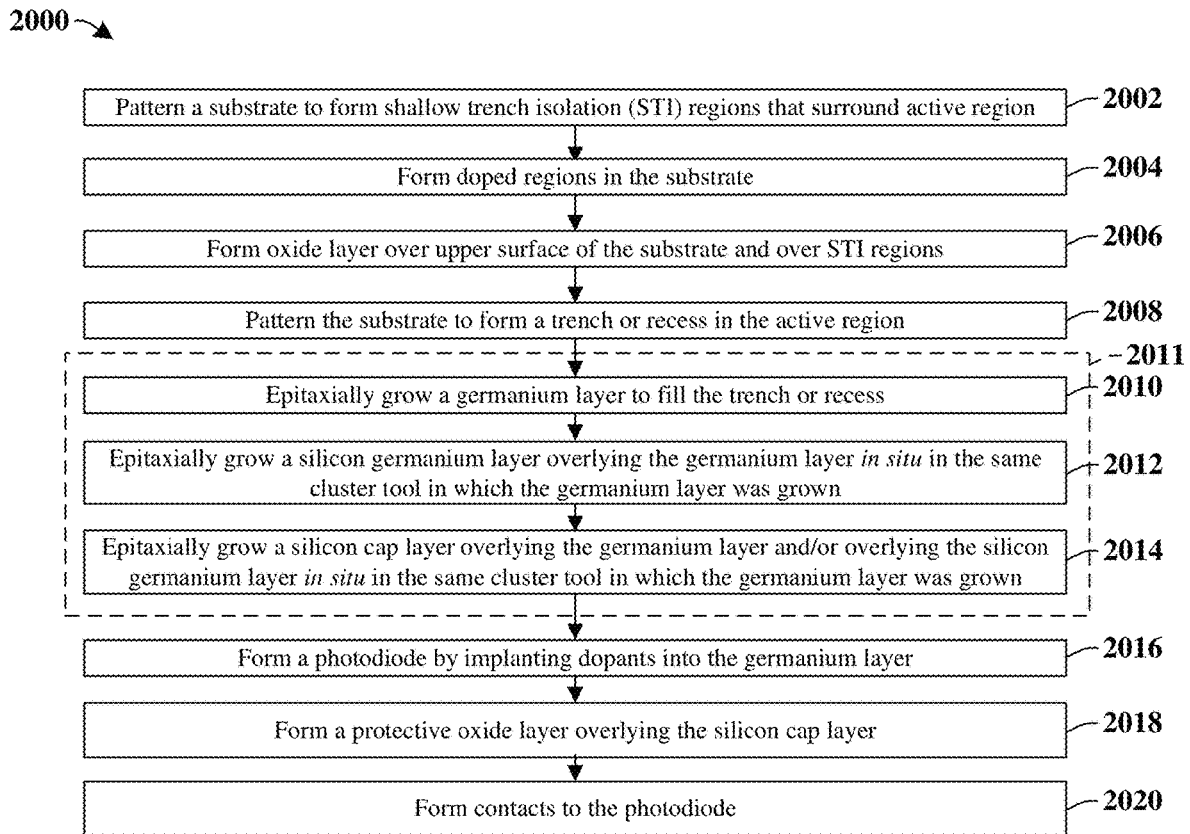 2000
Pattern a substrate to form shallow trench isolation (STI) regions that surround active region
2002
Form doped regions in the substrate
2004
Form oxide layer over upper surface of the substrate and over STI regions
2006
Pattern the substrate to form a trench or recess in the active region
2008
2011
Epitaxially grow a germanium layer to fill the trench or recess
2010
Epitaxially grow a silicon germanium layer overlying the germanium layer in situ in the same
cluster tool in which the germanium layer was grown
2012
Epitaxially grow a silicon cap layer overlying the germanium layer and/or overlying the silicon
germanium layer in situ in the same cluster tool in which the germanium layer was grown
2014
Form a photodiode by implanting dopants into the germanium layer
2016
Form a protective oxide layer overlying the silicon cap layer
2018
Form contacts to the photodiode
2020